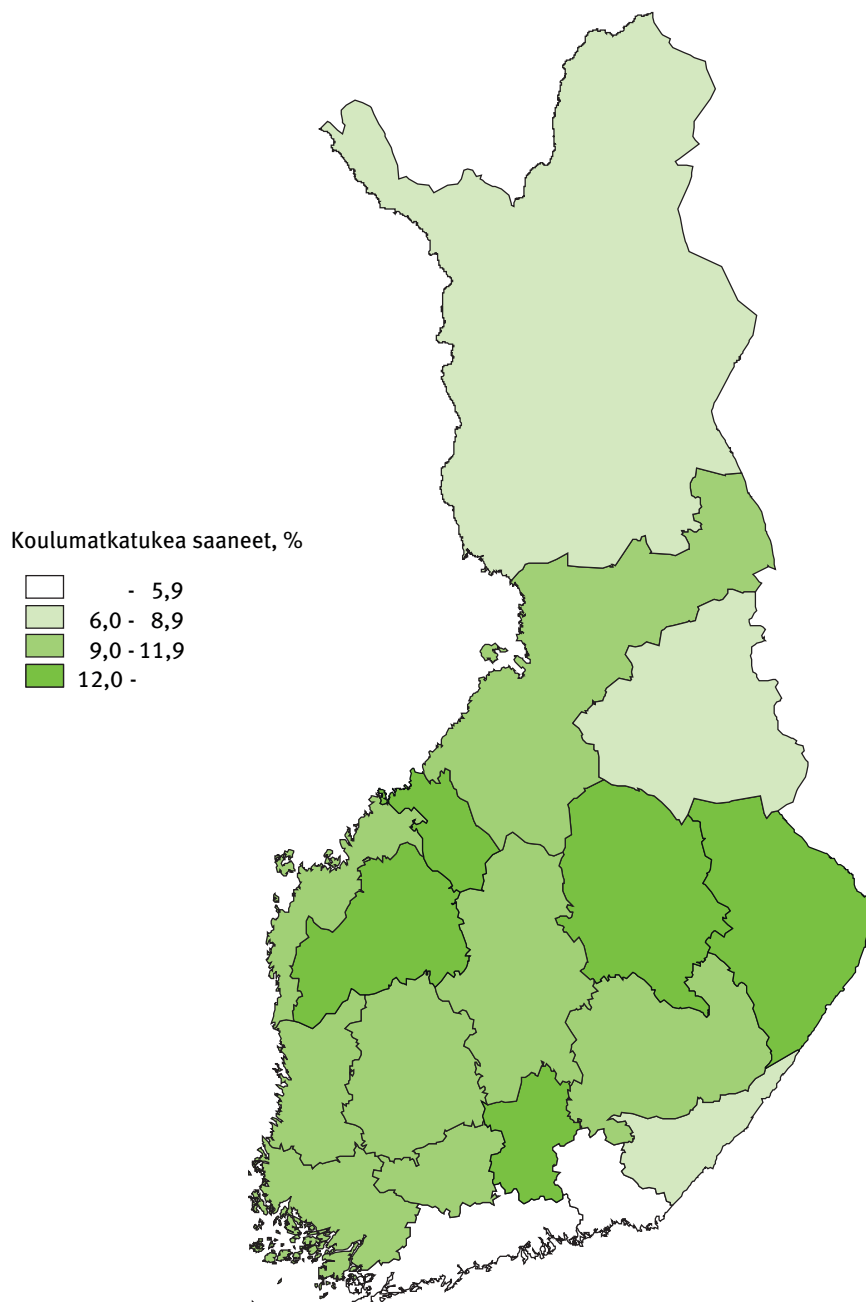 Koulumatkatukea saaneet, %
- 5,9
6,0 - 8,9
9,0 - 11,9
12,0 -